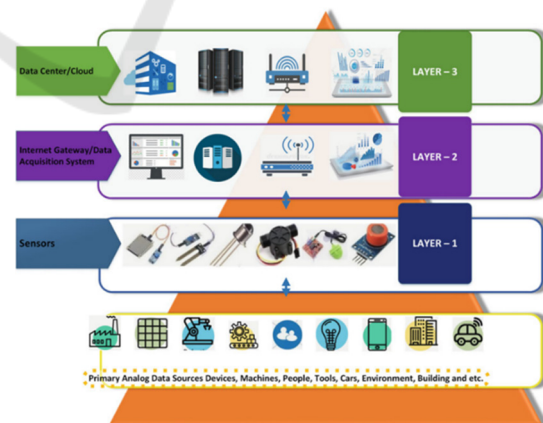 Data Center/Cloud
LAYER – 3
Internet Gateway/Data
Acquisition System
LAYER – 2
Sensors
LAYER – 1
Primary Analog Data Sources Devices, Machines, People, Tools, Cars, Environment, Building and etc.